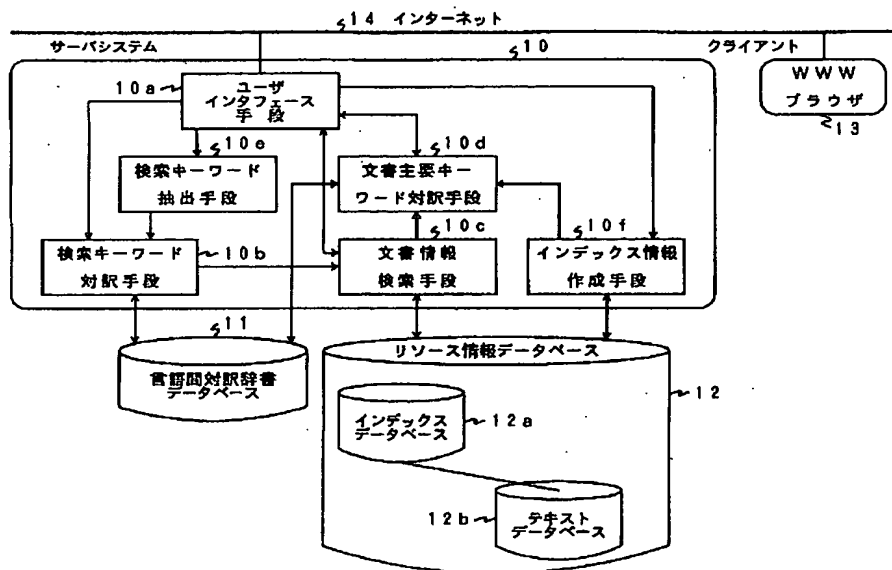 14 インターネット
サーバシステム
10
クライアント
10a
ユーザ
インタフェース
手段
WWW
ブラウザ
13
10e
検索キーワード
抽出手段
10d
文書主要キー
ワード対訳手段
10b
検索キーワード
対訳手段
10c
文書情報
検索手段
10f
インデックス情報
作成手段
11
言語間対訳辞書
データベース
リソース情報データベース
12
インデックス
データベース
12a
12b
テキスト
データベース